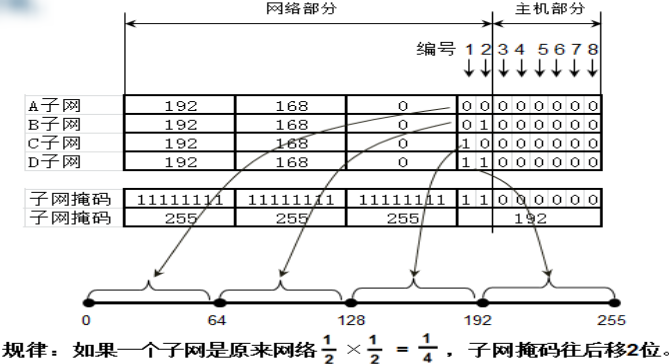 网络部分 主机部分
编号 1 2 3 4 5 6 7 8
A子网 192 168 0 0 0 0 0 0 0 0 0
B子网 192 168 0 0 1 0 0 0 0 0 0
C子网 192 168 0 1 0 0 0 0 0 0 0
D子网 192 168 0 1 1 0 0 0 0 0 0
子网掩码 11111111 11111111 11111111 1 1 0 0 0 0 0 0
子网掩码 255 255 255 192
0 64 128 192 255
规律：如果一个子网是原来网络 1/2 × 1/2 = 1/4 ，子网掩码往后移2位。